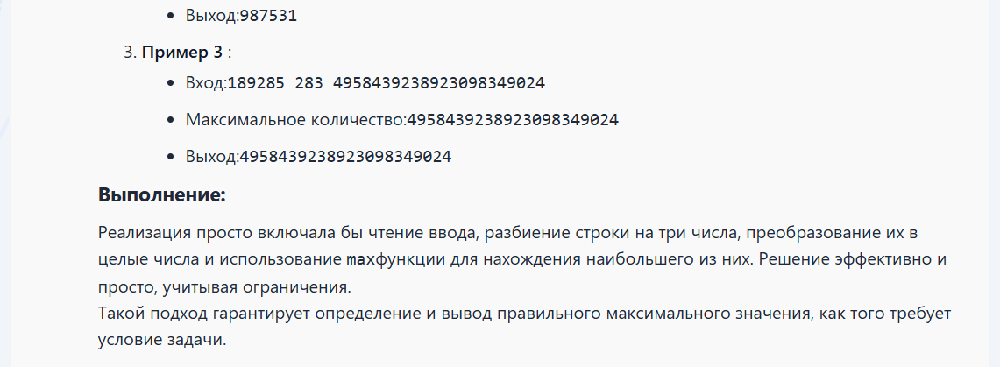 • Выход:987531
3. Пример 3 :
• Вход:189285 283 4958439238923098349024
• Максимальное количество:4958439238923098349024
• Выход:4958439238923098349024
Выполнение:
Реализация просто включала бы чтение ввода, разбиение строки на три числа, преобразование их в
целые числа и использование maxфункции для нахождения наибольшего из них. Решение эффективно и
просто, учитывая ограничения.
Такой подход гарантирует определение и вывод правильного максимального значения, как того требует
условие задачи.